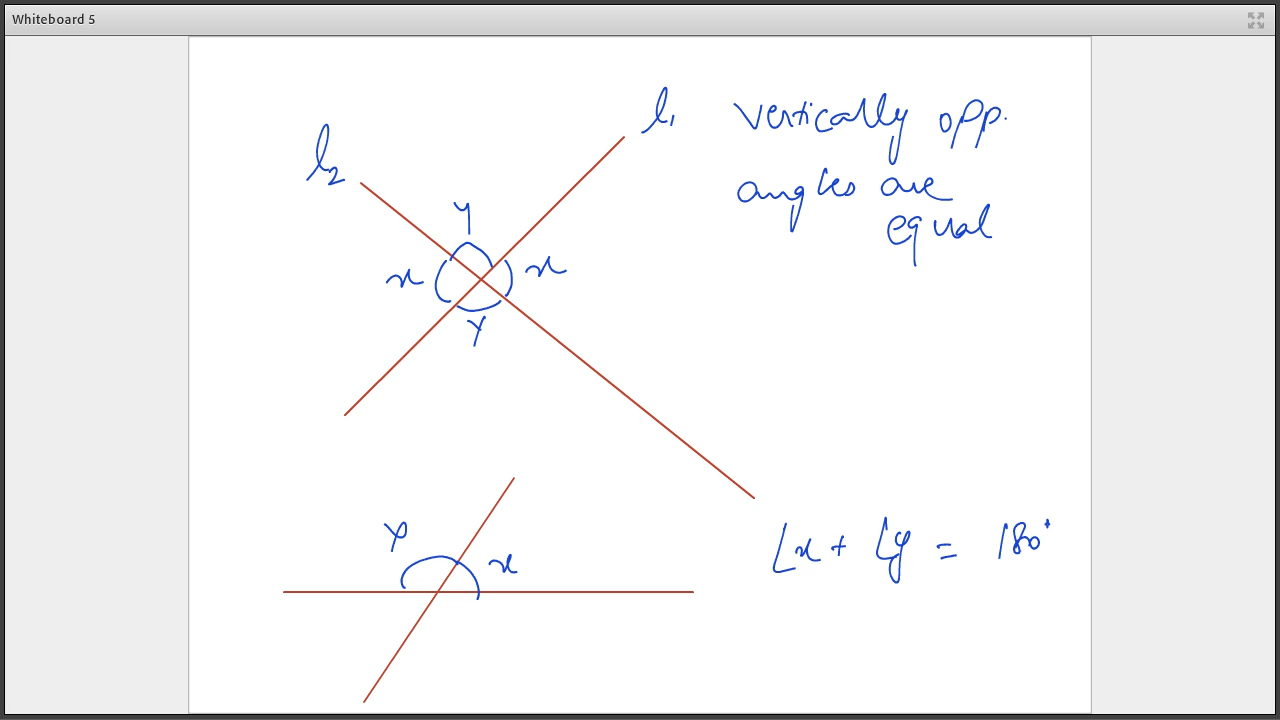 Whiteboard 5
l₁
vertically opp.
l₂
angles are
equal
y
x
x
y
y
x
∠x + ∠y = 180°